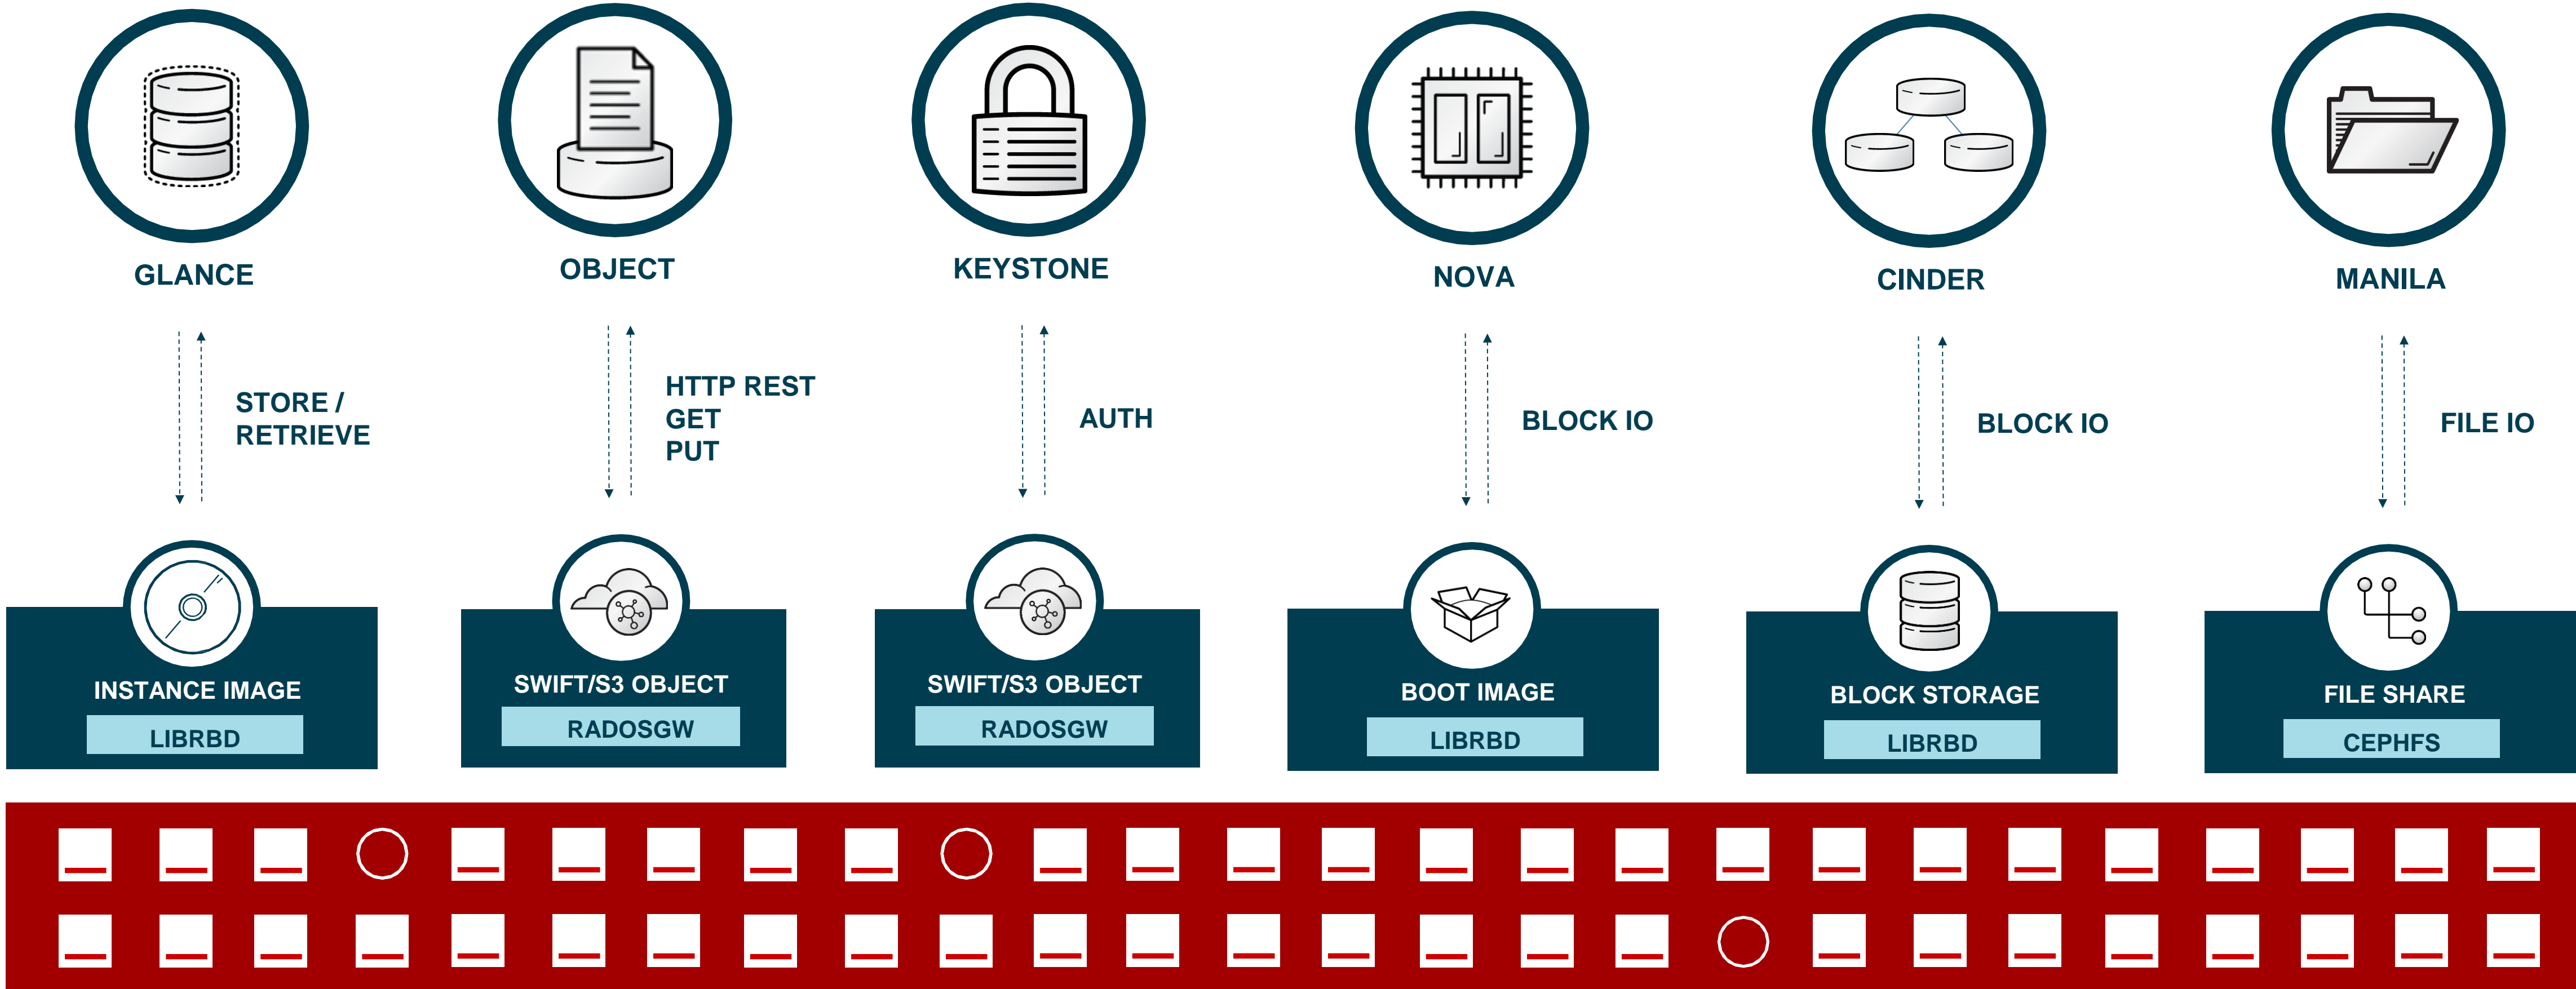 GLANCE
OBJECT
KEYSTONE
NOVA
CINDER
MANILA
STORE /
RETRIEVE
HTTP REST
GET
PUT
AUTH
BLOCK IO
BLOCK IO
FILE IO
INSTANCE IMAGE
LIBRBD
SWIFT/S3 OBJECT
RADOSGW
SWIFT/S3 OBJECT
RADOSGW
BOOT IMAGE
LIBRBD
BLOCK STORAGE
LIBRBD
FILE SHARE
CEPHFS